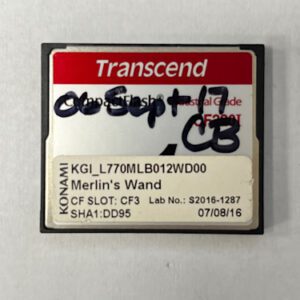 Transcend
CompactFlash Industrial Grade
06 Sept 17
CF220I
CB
KONAMI
KGI_L770MLB012WD00
Merlin's Wand
CF SLOT: CF3 Lab No.: S2016-1287
SHA1:DD95 07/08/16